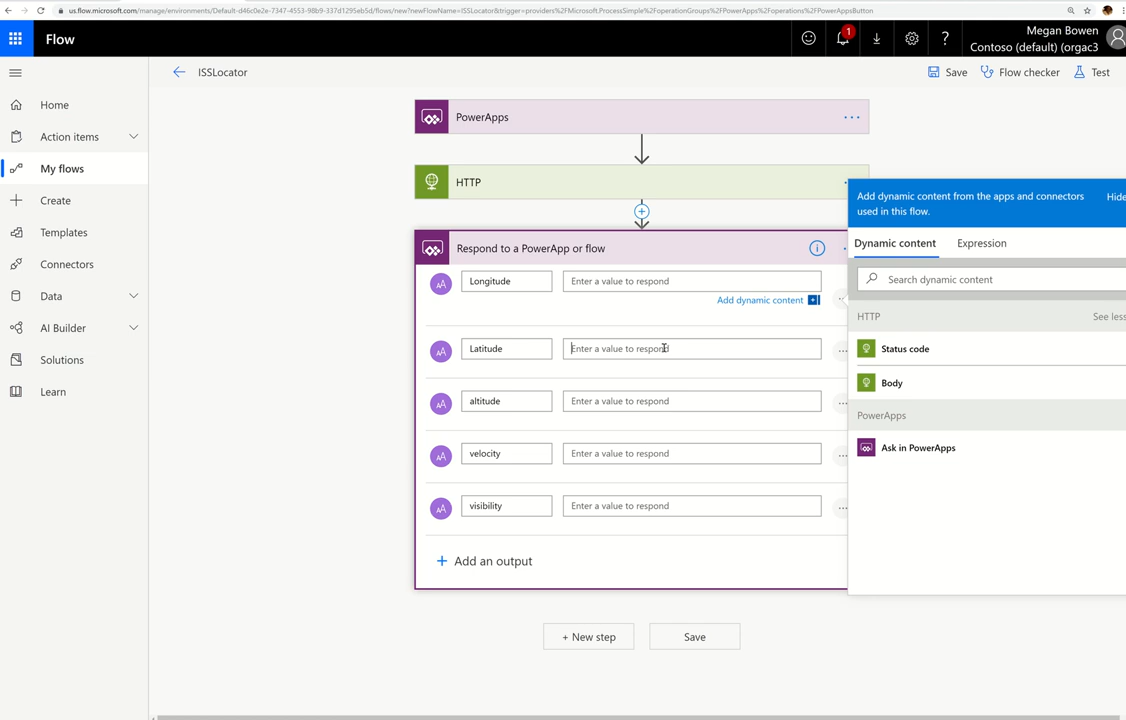 us.flow.microsoft.com/manage/environments/Default-d46c0e2e-7347-4553-98b9-337d1295eb5d/flows/new?newFlowName=ISSLocator&trigger=providers%2FMicrosoft.ProcessSimple%2FoperationGroups%2FPowerApps%2Foperations%2FPowerAppsButton
Flow
1
Megan Bowen
Contoso (default) (orgac3
ISSLocator
Save
Flow checker
Test
Home
Action items
My flows
Create
Templates
Connectors
Data
AI Builder
Solutions
Learn
PowerApps
HTTP
Respond to a PowerApp or flow
Longitude
Enter a value to respond
Add dynamic content
Latitude
Enter a value to respond
altitude
Enter a value to respond
velocity
Enter a value to respond
visibility
Enter a value to respond
+ Add an output
+ New step
Save
Add dynamic content from the apps and connectors
used in this flow.
Hide
Dynamic content
Expression
Search dynamic content
HTTP
See less
Status code
Body
PowerApps
Ask in PowerApps